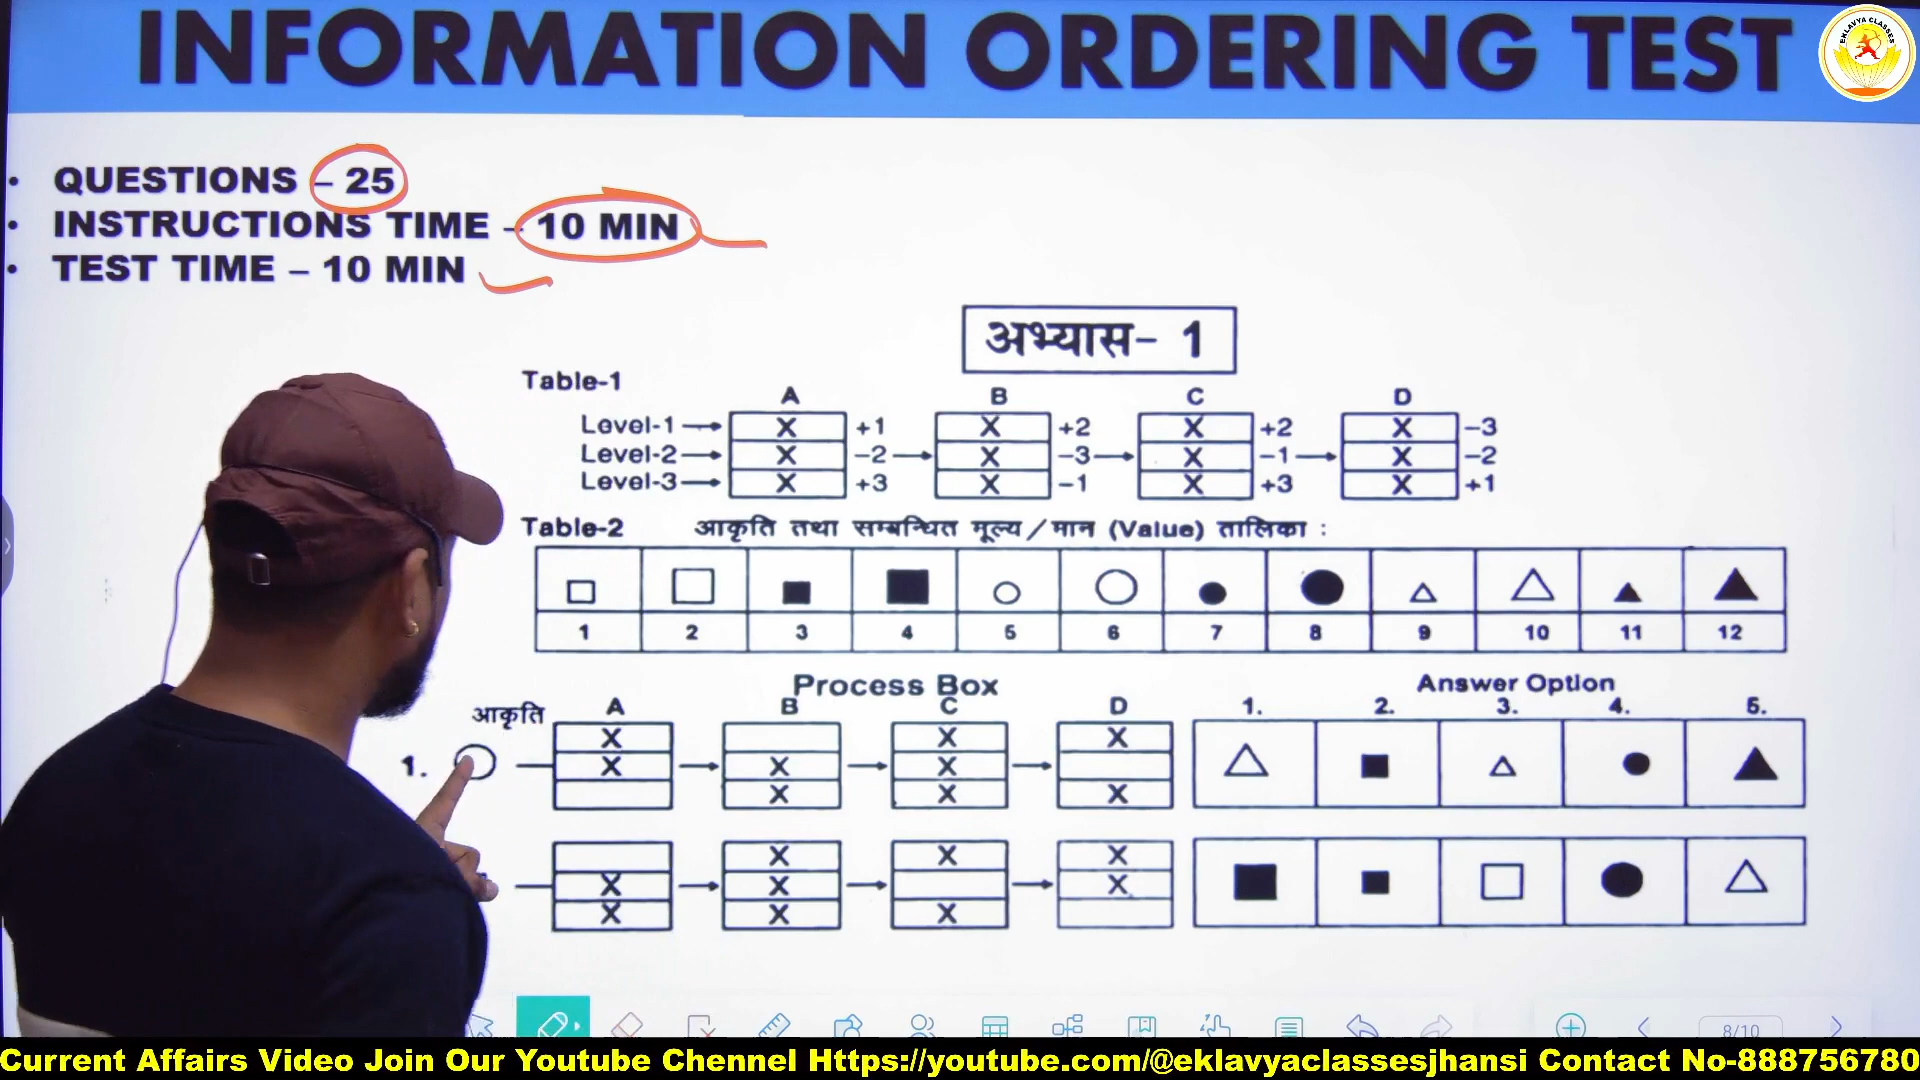 INFORMATION ORDERING TEST
EKLAVYA CLASSES
• QUESTIONS – 25
• INSTRUCTIONS TIME – 10 MIN
• TEST TIME – 10 MIN
अभ्यास- 1
Table-1
A B C D
Level-1 X +1 X +2 X +2 X -3
Level-2 X -2 X -3 X -1 X -2
Level-3 X +3 X -1 X +3 X +1
Table-2 आकृति तथा सम्बन्धित मूल्य / मान (Value) तालिका :
1 2 3 4 5 6 7 8 9 10 11 12
Process Box Answer Option
आकृति A B C D 1. 2. 3. 4. 5.
X X X
1. X X X
X X X
X X X
X X X
X X X
8/10
Current Affairs Video Join Our Youtube Chennel Https://youtube.com/@eklavyaclassesjhansi Contact No-888756780